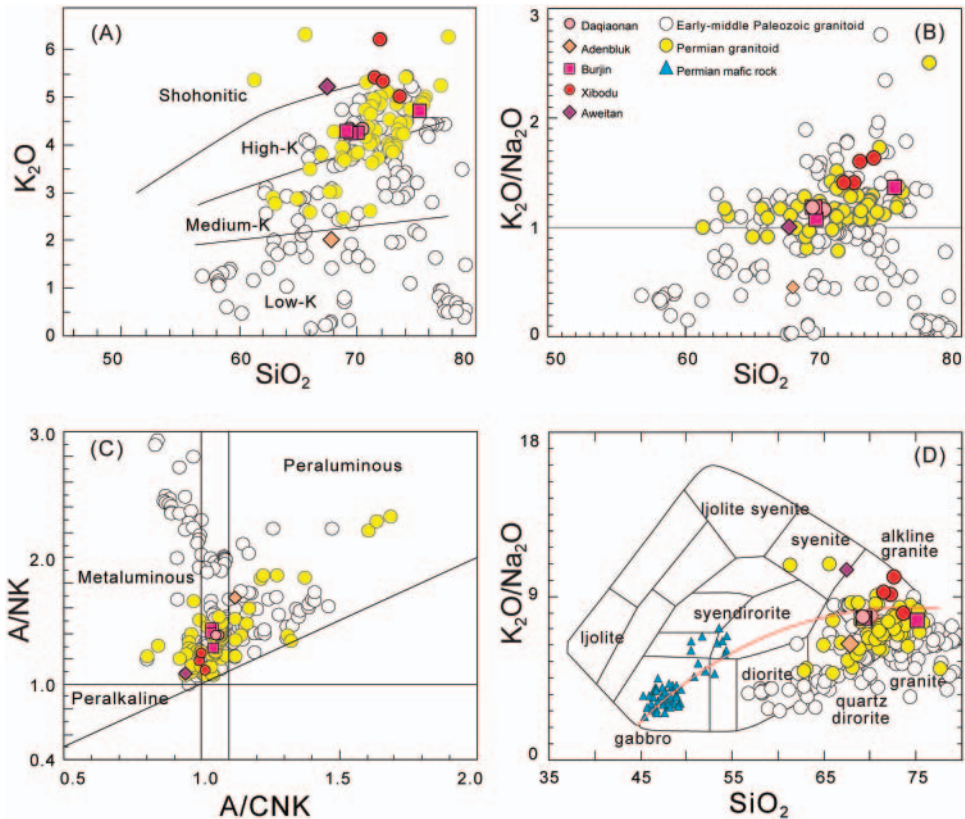 (A)
6
5
4
3
2
1
0
K2O
Shohonitic
High-K
Medium-K
Low-K
50
60
70
80
SiO2
(B)
3
2
1
0
K2O/Na2O
Daqiaonan
Adenbluk
Burjin
Xibodu
Aweitan
Early-middle Paleozoic granitoid
Permian granitoid
Permian mafic rock
50
60
70
80
SiO2
(C)
3.0
2.0
1.0
0.4
A/NK
Peraluminous
Metaluminous
Peralkaline
0.5
1.0
1.5
2.0
A/CNK
(D)
18
9
0
K2O/Na2O
Ijolite syenite
syenite
alkline
granite
syendirorite
Ijolite
diorite
granite
quartz
dirorite
gabbro
35
45
55
65
75
SiO2